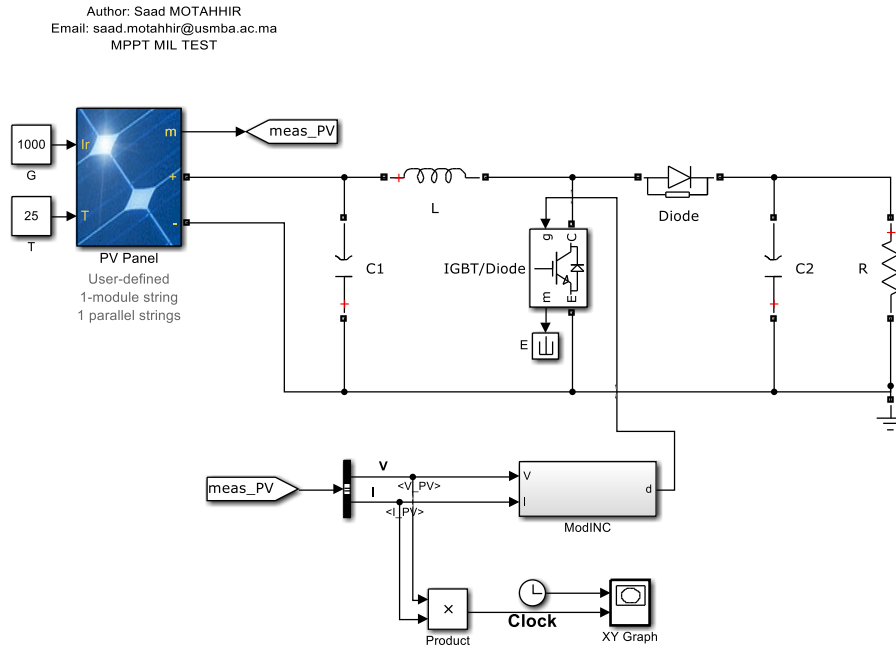 Author: Saad MOTAHHIR
Email: saad.motahhir@usmba.ac.ma
MPPT MIL TEST
1000
G
25
T
Ir
T
m
+
-
PV Panel
User-defined
1-module string
1 parallel strings
meas_PV
+
L
C1
+
IGBT/Diode
g
C
m
E
E
Diode
C2
+
R
+
meas_PV
V
<V_PV>
I
<I_PV>
V
I
d
ModINC
×
Product
Clock
XY Graph